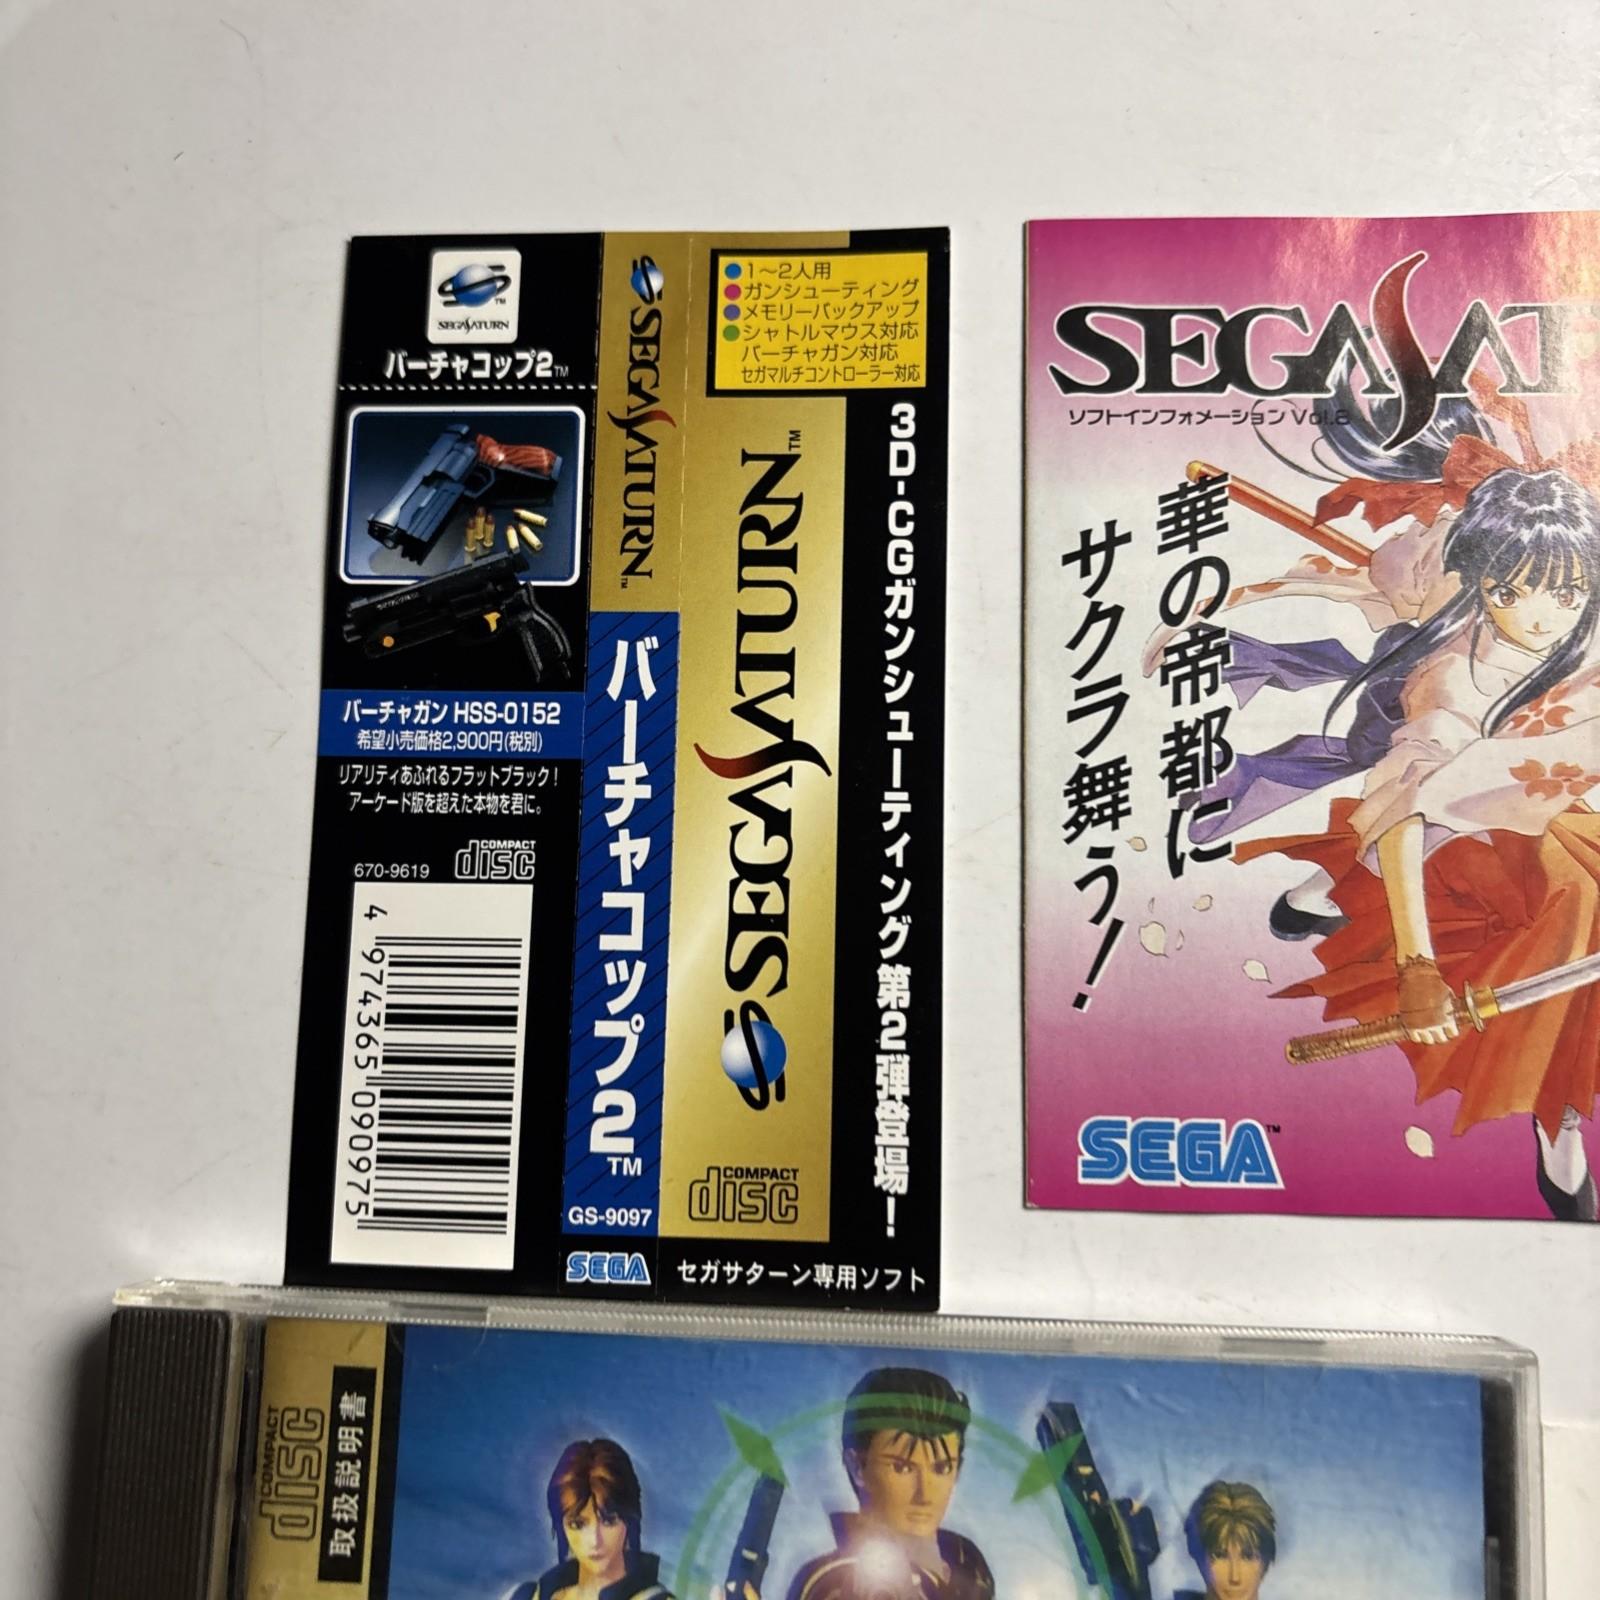 SEGASATURN
バーチャコップ2™
バーチャガン HSS-0152
希望小売価格2,900円(税別)
リアリティあふれるフラットブラック!
アーケード版を超えた本物を君に。
670-9619
COMPACT
disc
4 974365 090975
SEGASATURN™
バーチャコップ2™
GS-9097
SEGA
●1~2人用
●ガンシューティング
●メモリーバックアップ
●シャトルマウス対応
バーチャガン対応
セガマルチコントローラー対応
SEGASATURN™
COMPACT
disc
3D-CGガンシューティング第2弾登場!
セガサターン専用ソフト
SEGASAT
ソフトインフォメーション Vol.8
華の帝都に
サクラ舞う!
SEGA™
COMPACT
disc
取扱説明書